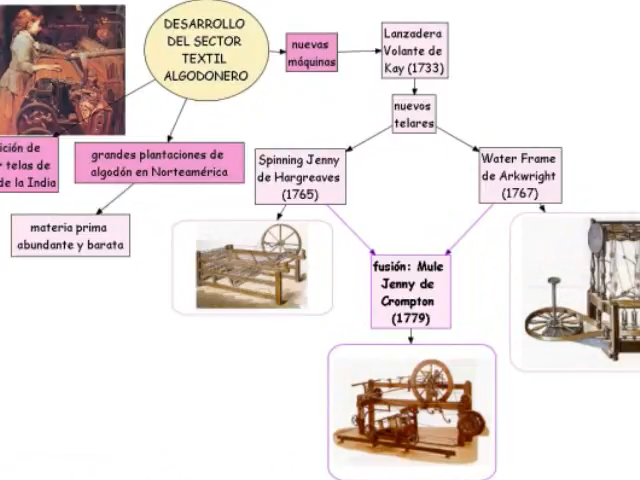 DESARROLLO
DEL SECTOR
TEXTIL
ALGODONERO
nuevas
máquinas
Lanzadera
Volante de
Kay (1733)
nuevos
telares
ición de
telas de
de la India
grandes plantaciones de
algodón en Norteamérica
Spinning Jenny
de Hargreaves
(1765)
Water Frame
de Arkwright
(1767)
materia prima
abundante y barata
fusión: Mule
Jenny de
Crompton
(1779)